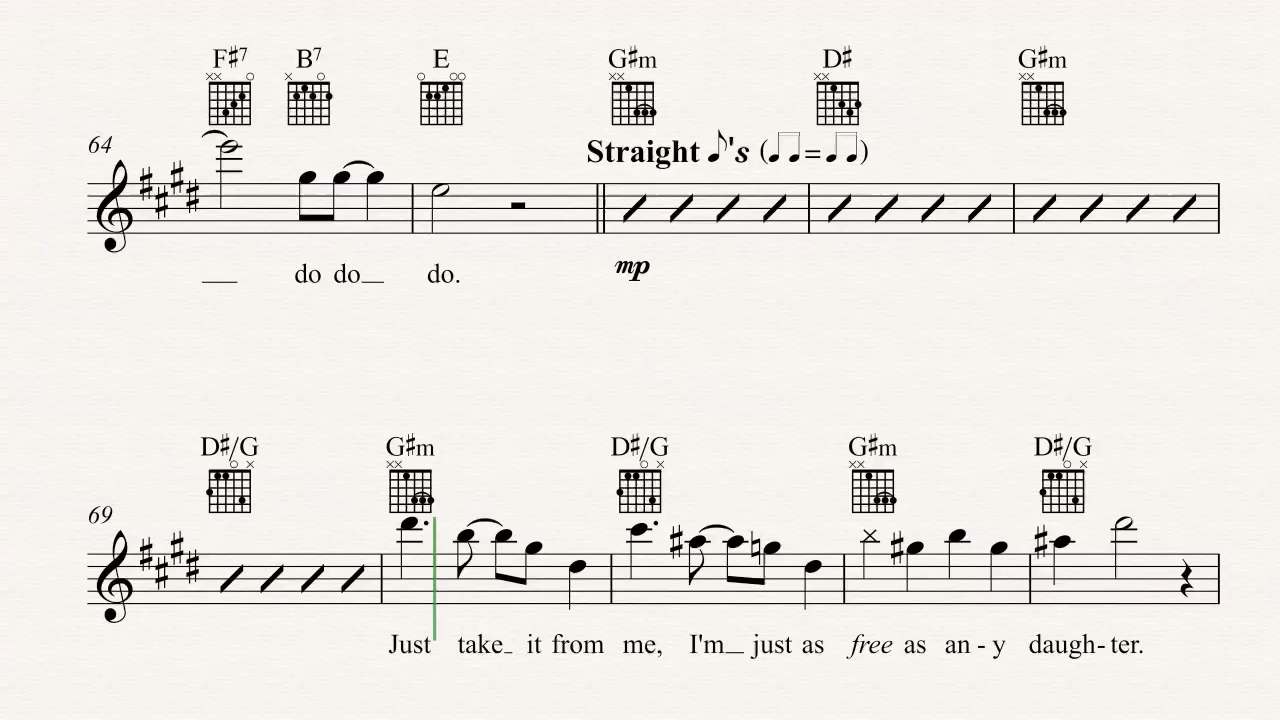 F♯7 B7 E G♯m D♯ G♯m
64 Straight ♪'s (♫=♫)
do do do.
mp
D♯/G G♯m D♯/G G♯m D♯/G
69
Just take it from me, I'm just as free as an - y daugh- ter.